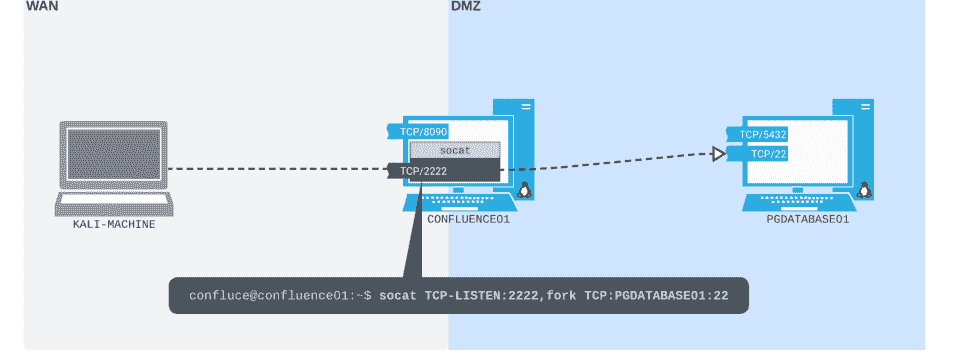 WAN
DMZ
TCP/8090
socat
TCP/2222
TCP/5432
TCP/22
KALI-MACHINE
CONFLUENCE01
PGDATABASE01
confluce@confluence01:~$ socat TCP-LISTEN:2222,fork TCP:PGDATABASE01:22